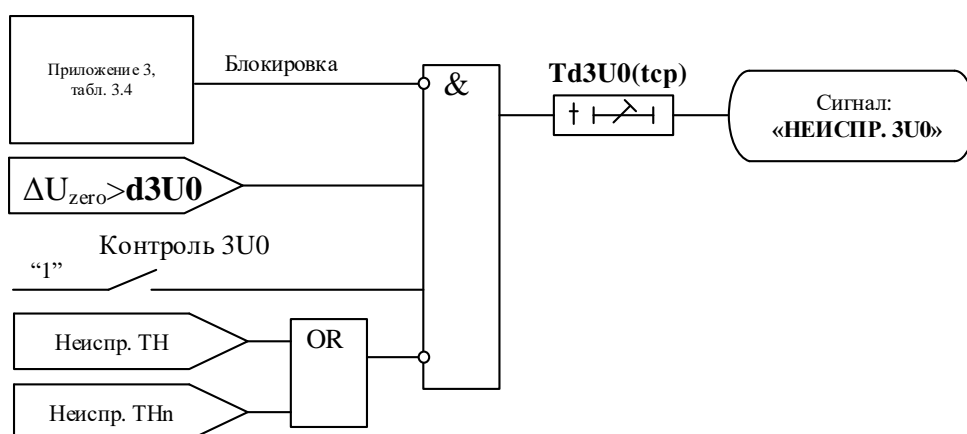 Приложение 3,
табл. 3.4
Блокировка
&
Td3U0(tcp)
Сигнал:
«НЕИСПР. 3U0»
ΔUzero>d3U0
Контроль 3U0
“1”
Неиспр. ТН
OR
Неиспр. ТНn